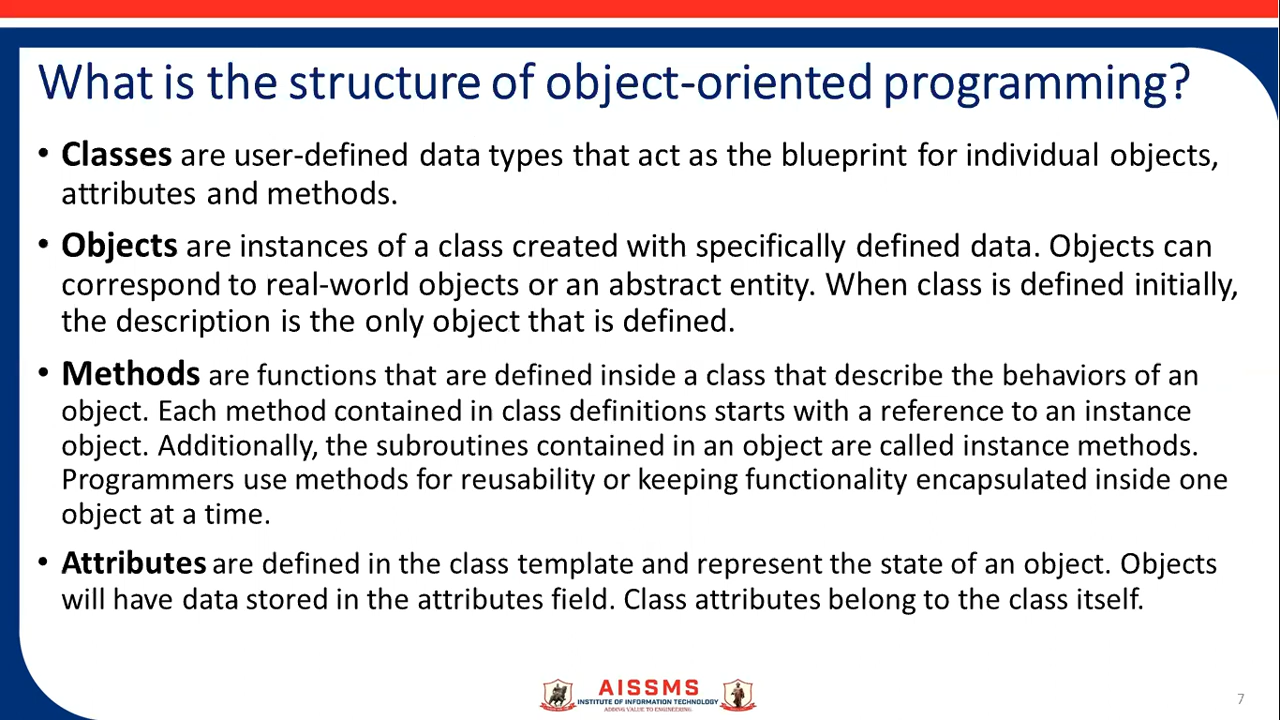 What is the structure of object-oriented programming?
• Classes are user-defined data types that act as the blueprint for individual objects,
attributes and methods.
• Objects are instances of a class created with specifically defined data. Objects can
correspond to real-world objects or an abstract entity. When class is defined initially,
the description is the only object that is defined.
• Methods are functions that are defined inside a class that describe the behaviors of an
object. Each method contained in class definitions starts with a reference to an instance
object. Additionally, the subroutines contained in an object are called instance methods.
Programmers use methods for reusability or keeping functionality encapsulated inside one
object at a time.
• Attributes are defined in the class template and represent the state of an object. Objects
will have data stored in the attributes field. Class attributes belong to the class itself.
AISSMS
INSTITUTE OF INFORMATION TECHNOLOGY
ADDING VALUE TO ENGINEERING
7